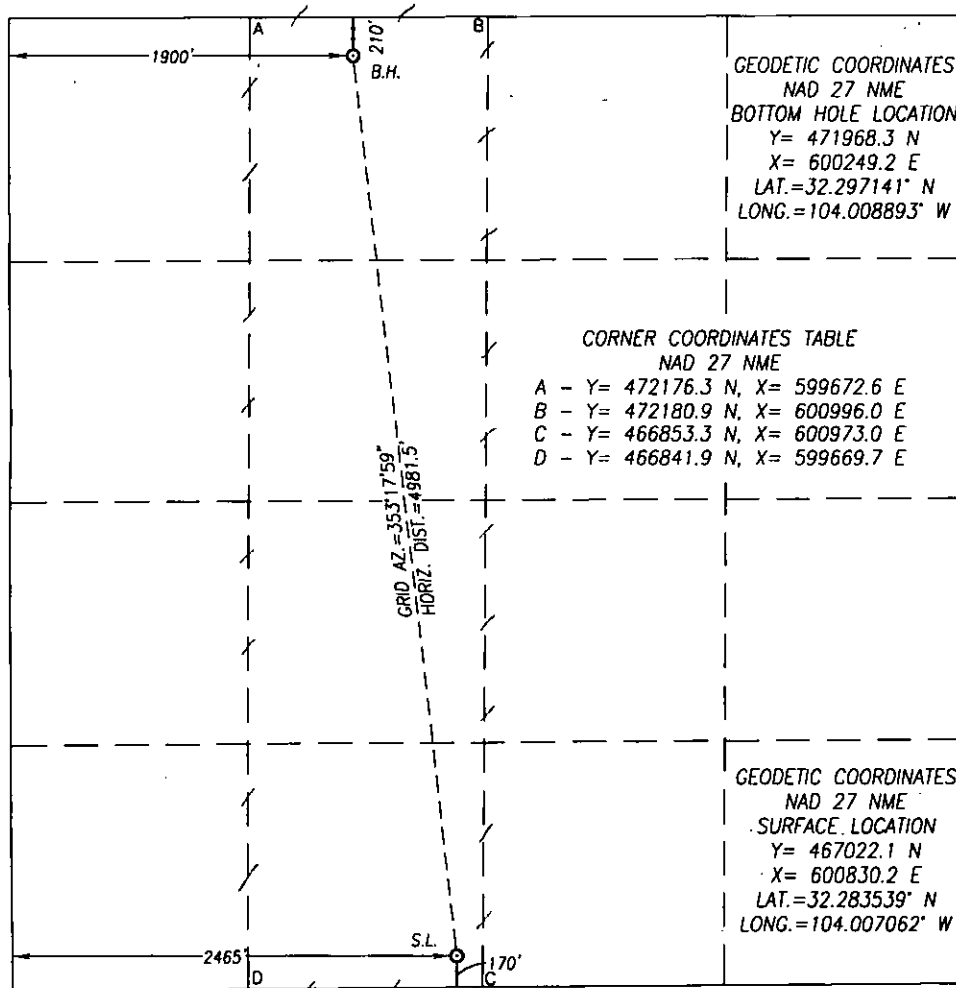 A
B
1900'
210'
B.H.
GEODETIC COORDINATES
NAD 27 NME
BOTTOM HOLE LOCATION
Y= 471968.3 N
X= 600249.2 E
LAT.=32.297141° N
LONG.=104.008893° W
CORNER COORDINATES TABLE
NAD 27 NME
A - Y= 472176.3 N, X= 599672.6 E
B - Y= 472180.9 N, X= 600996.0 E
C - Y= 466853.3 N, X= 600973.0 E
D - Y= 466841.9 N, X= 599669.7 E
GRID AZ.=353°17'59"
HORIZ. DIST.=4981.5'
GEODETIC COORDINATES
NAD 27 NME
SURFACE LOCATION
Y= 467022.1 N
X= 600830.2 E
LAT.=32.283539° N
LONG.=104.007062° W
S.L.
2465'
170'
D
C